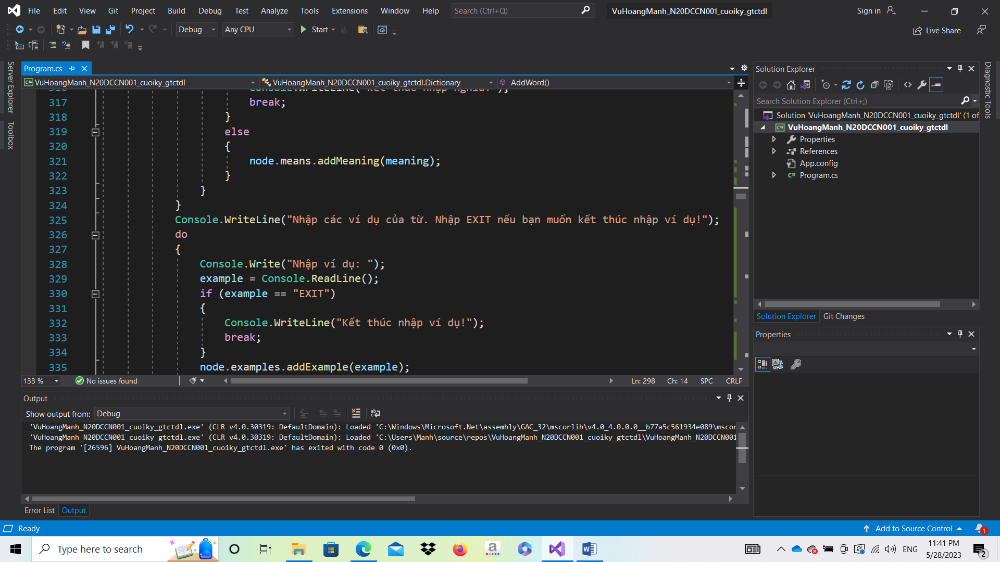 File Edit View Git Project Build Debug Test Analyze Tools Extensions Window Help Search (Ctrl+Q) VuHoangManh_N20DCCN001_cuoiky_gtctdl Sign in
Debug Any CPU Start Live Share
Server Explorer
Toolbox
Program.cs
VuHoangManh_N20DCCN001_cuoiky_gtctdl VuHoangManh_N20DCCN001_cuoiky_gtctdl.Dictionary AddWord()
317 break;
318 }
319 else
320 {
321 node.means.addMeaning(meaning);
322 }
323 }
324 }
325 Console.WriteLine("Nhập các ví dụ của từ. Nhập EXIT nếu bạn muốn kết thúc nhập ví dụ!");
326 do
327 {
328 Console.Write("Nhập ví dụ: ");
329 example = Console.ReadLine();
330 if (example == "EXIT")
331 {
332 Console.WriteLine("Kết thúc nhập ví dụ!");
333 break;
334 }
335 node.examples.addExample(example);
133 % No issues found Ln: 298 Ch: 14 SPC CRLF
Output
Show output from: Debug
'VuHoangManh_N20DCCN001_cuoiky_gtctdl.exe' (CLR v4.0.30319: DefaultDomain): Loaded 'C:\Windows\Microsoft.Net\assembly\GAC_32\mscorlib\v4.0_4.0.0.0__b77a5c561934e089\mscor
'VuHoangManh_N20DCCN001_cuoiky_gtctdl.exe' (CLR v4.0.30319: DefaultDomain): Loaded 'C:\Users\Manh\source\repos\VuHoangManh_N20DCCN001_cuoiky_gtctdl\VuHoangManh_N20DCCN001
The program '[26596] VuHoangManh_N20DCCN001_cuoiky_gtctdl.exe' has exited with code 0 (0x0).
Error List Output
Solution Explorer
Search Solution Explorer (Ctrl+;)
Solution 'VuHoangManh_N20DCCN001_cuoiky_gtctdl' (1 of
VuHoangManh_N20DCCN001_cuoiky_gtctdl
Properties
References
App.config
Program.cs
Solution Explorer Git Changes
Properties
Diagnostic Tools
Ready Add to Source Control 1
Type here to search ENG 11:41 PM
5/28/2023 2